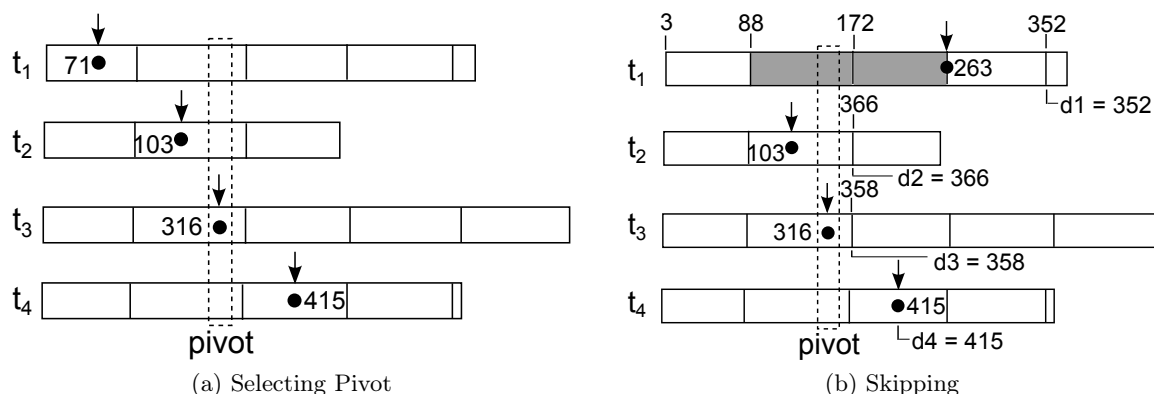 t1
71
t2
103
t3
316
t4
415
pivot
(a) Selecting Pivot
3 88 172 352
t1
263
d1 = 352
366
t2
103
d2 = 366
358
t3
316
d3 = 358
t4
415
d4 = 415
pivot
(b) Skipping